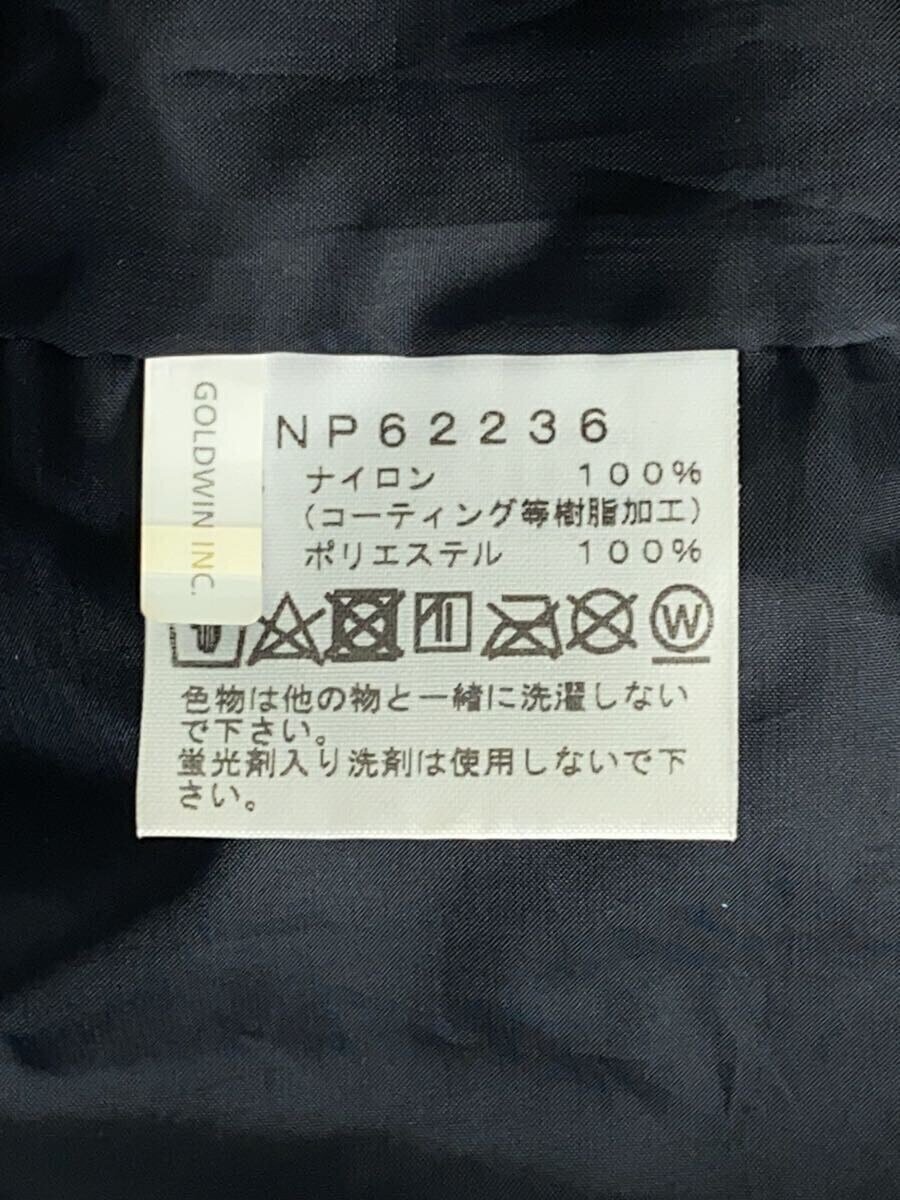 GOLDWIN INC.
NP62236
ナイロン 100%
(コーティング等樹脂加工)
ポリエステル 100%
W
色物は他の物と一緒に洗濯しない
で下さい。
蛍光剤入り洗剤は使用しないで下
さい。